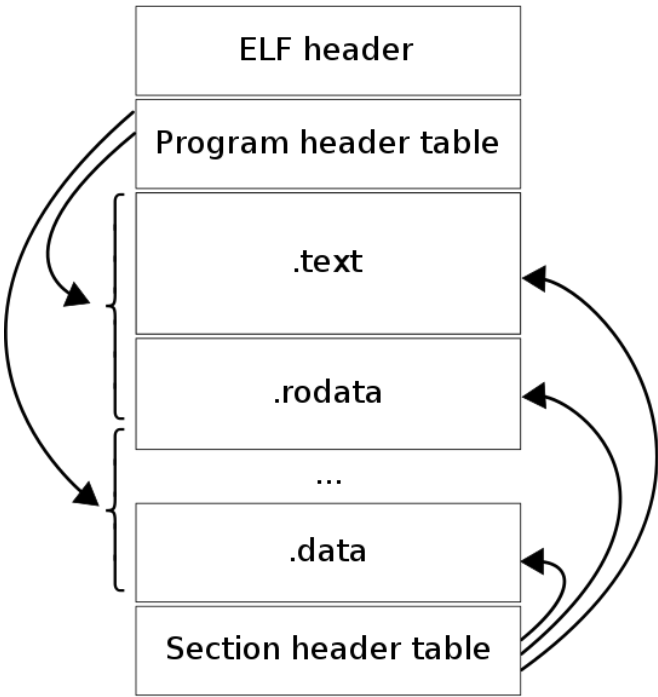 ELF header
Program header table
.text
.rodata
...
.data
Section header table